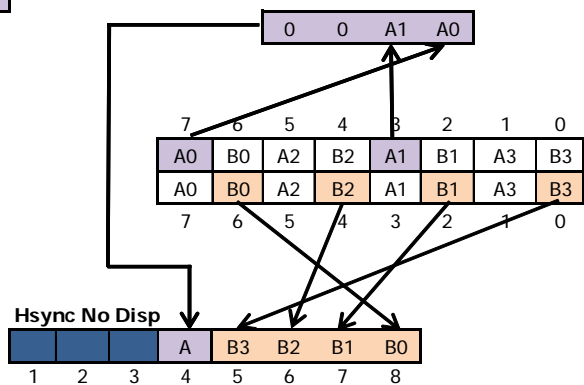 0 0 A1 A0
7 6 5 4 3 2 1 0
A0 B0 A2 B2 A1 B1 A3 B3
A0 B0 A2 B2 A1 B1 A3 B3
7 6 5 4 3 2 1 0
Hsync No Disp
A B3 B2 B1 B0
1 2 3 4 5 6 7 8